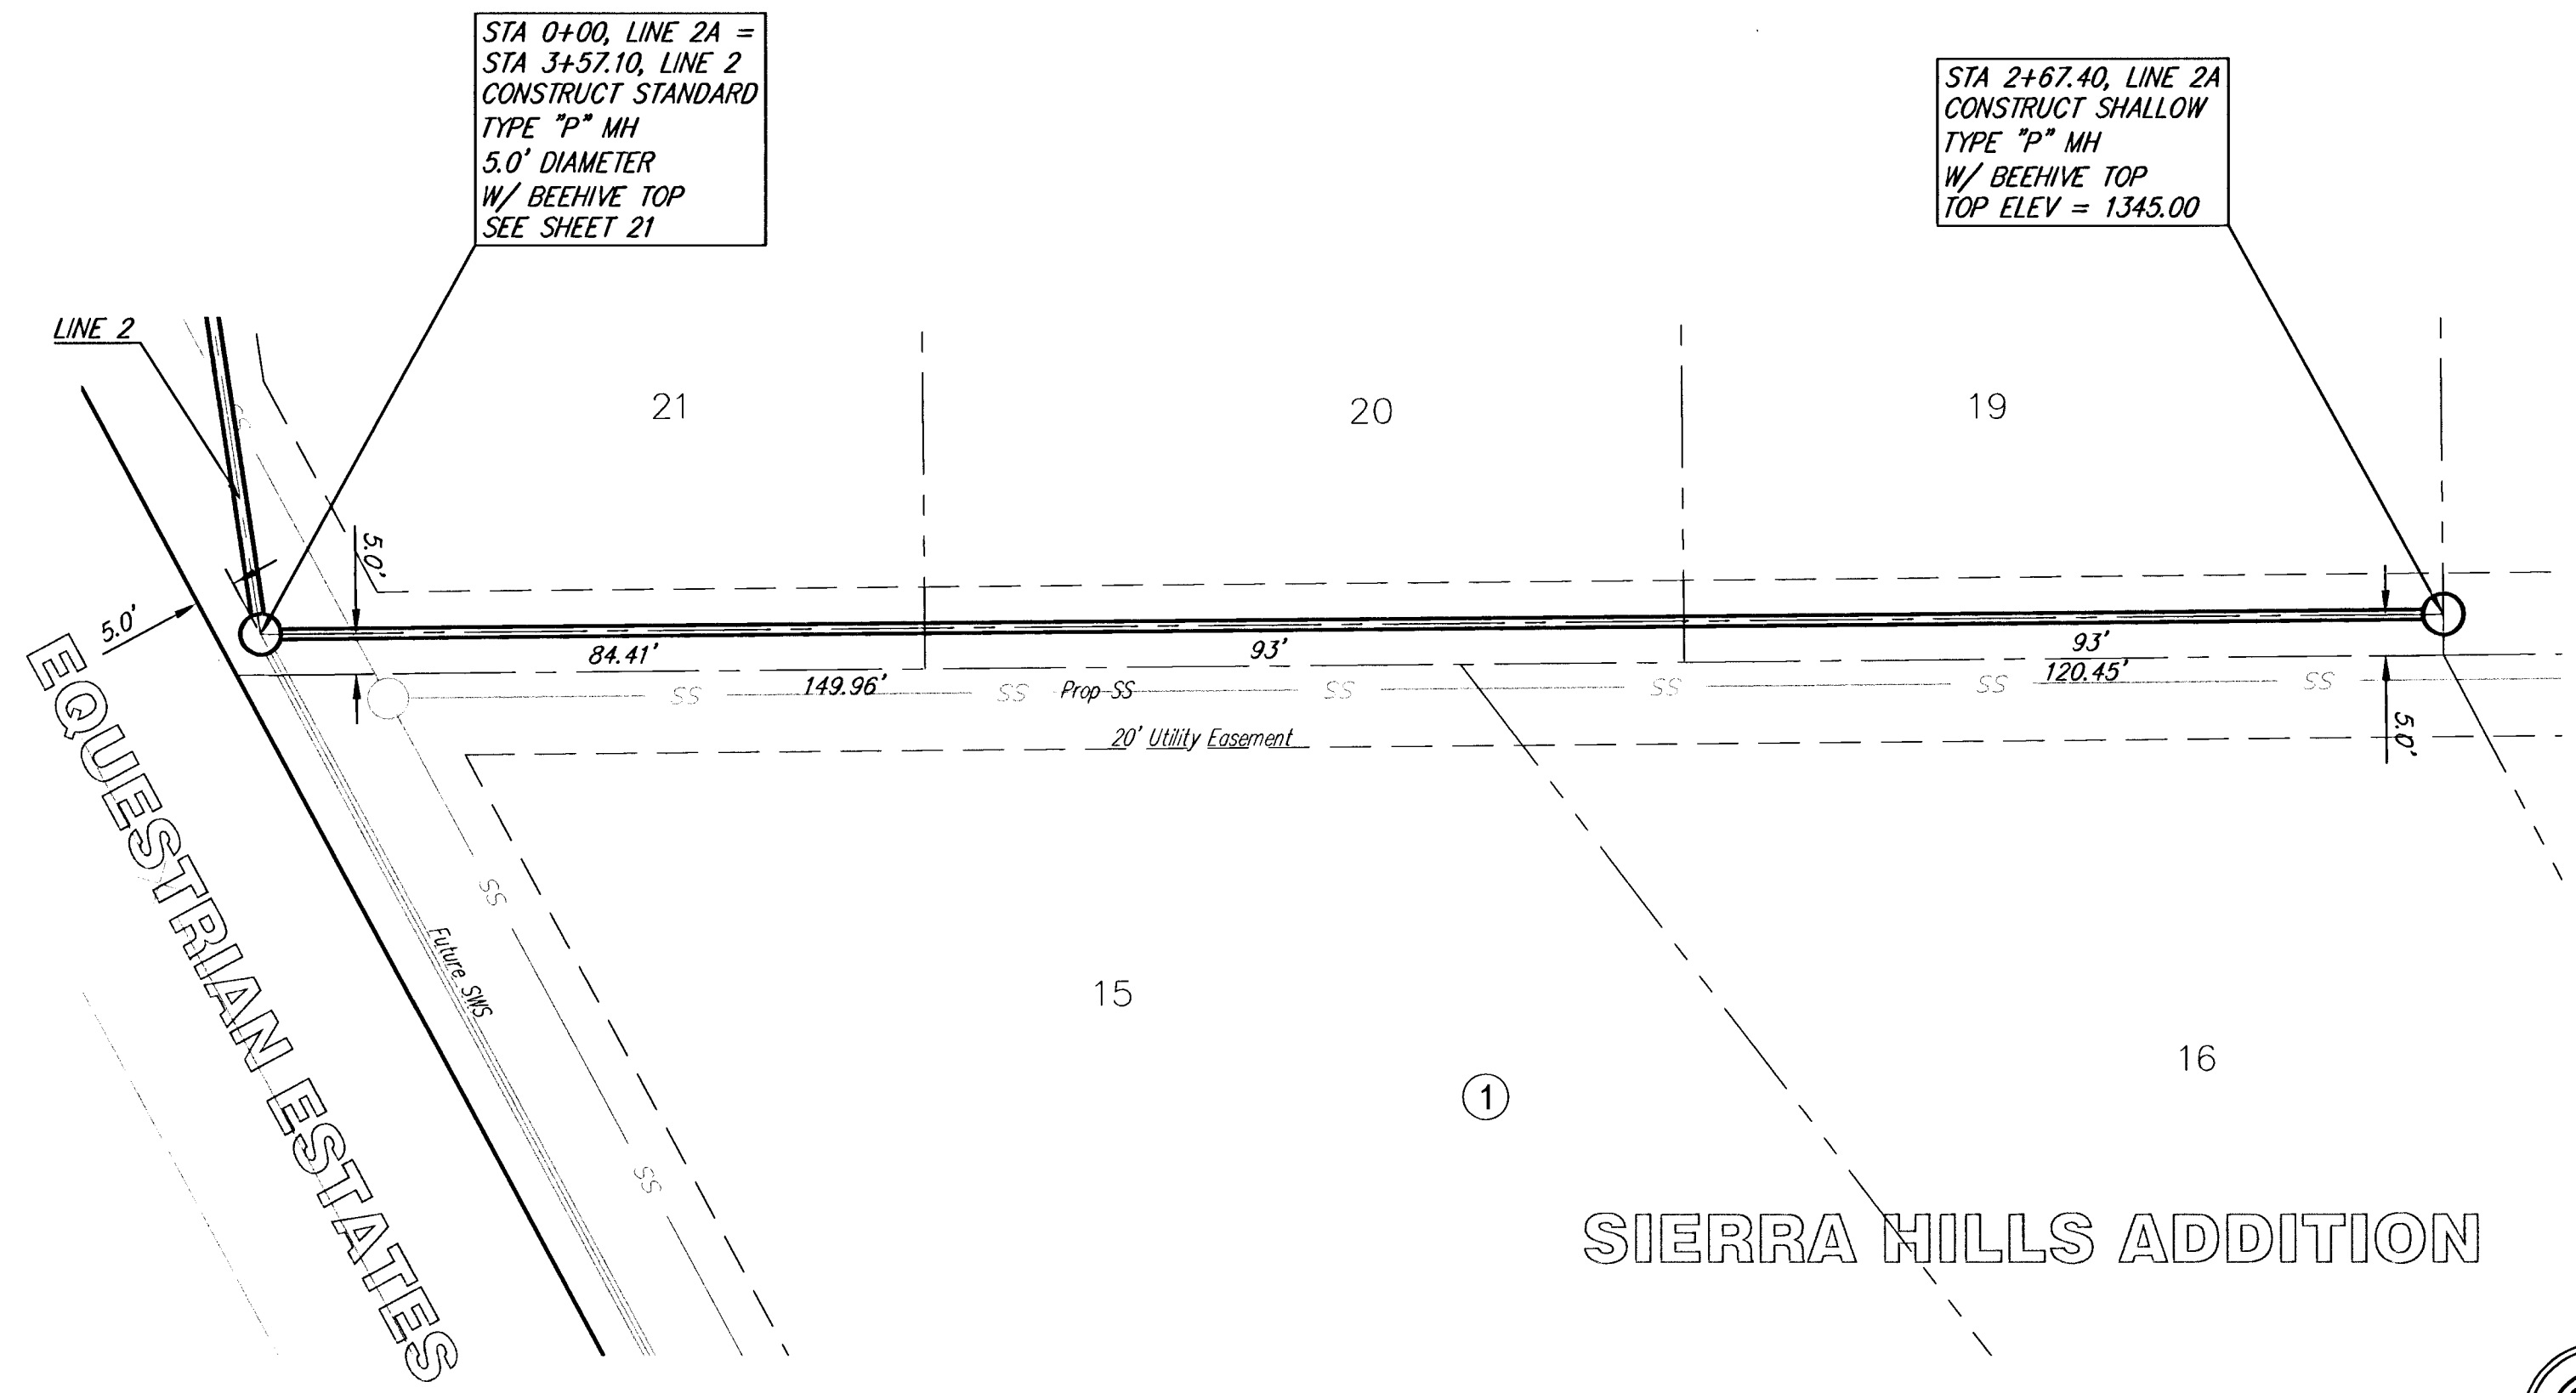 STA 0+00, LINE 2A =
STA 3+57.10, LINE 2
CONSTRUCT STANDARD
TYPE "P" MH
5.0' DIAMETER
W/ BEEHIVE TOP
SEE SHEET 21
STA 2+67.40, LINE 2A
CONSTRUCT SHALLOW
TYPE "P" MH
W/ BEEHIVE TOP
TOP ELEV = 1345.00
LINE 2
SS
21
20
19
5.0'
5.0'
84.41'
93'
93'
149.96'
120.45'
SS
SS
Prop SS
SS
SS
SS
SS
5.0'
20' Utility Easement
EQUESTRIAN ESTATES
SS
Future SWS
SS
15
16
1
SIERRA HILLS ADDITION